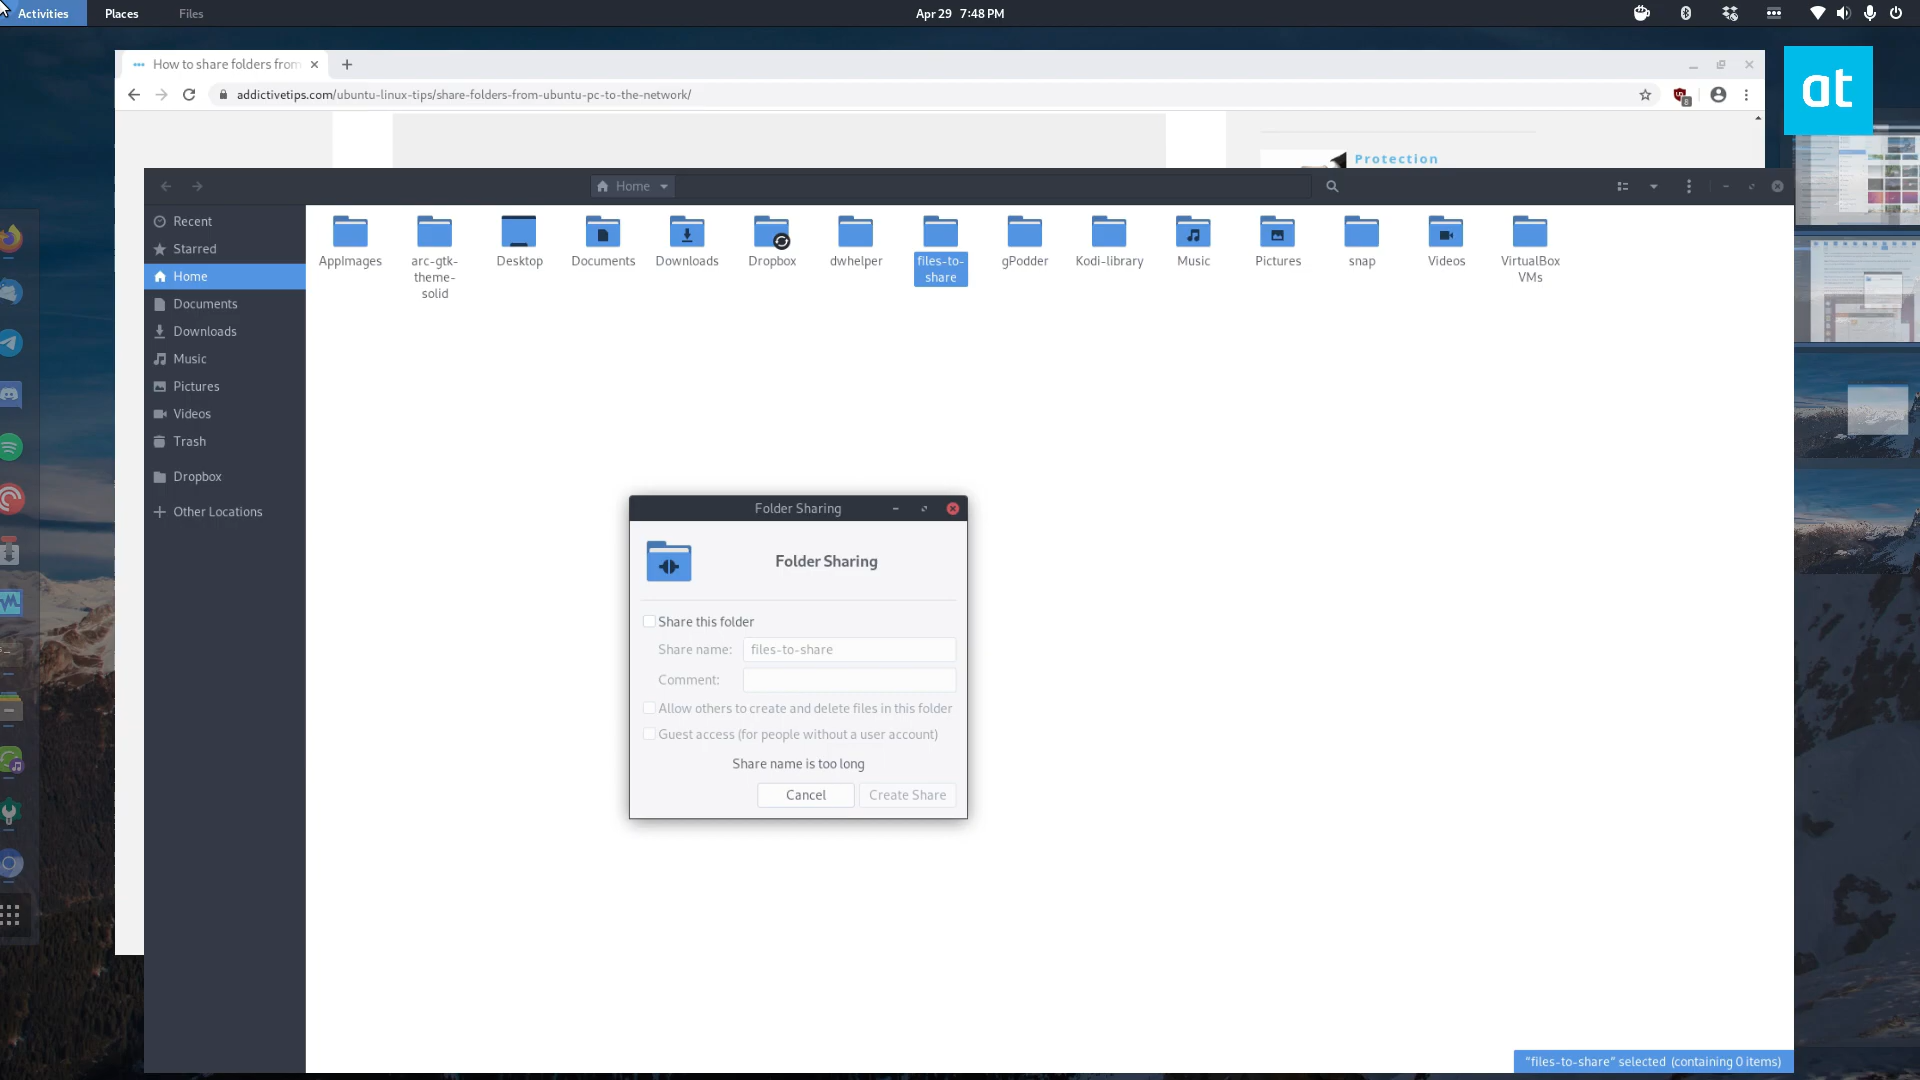 Activities
Places
Files
Apr 29 7:48 PM
at
How to share folders from
addictivetips.com/ubuntu-linux-tips/share-folders-from-ubuntu-pc-to-the-network/
8
Protection
Home
Recent
Starred
Home
Documents
Downloads
Music
Pictures
Videos
Trash
Dropbox
Other Locations
AppImages
arc-gtk-
theme-
solid
Desktop
Documents
Downloads
Dropbox
dwhelper
files-to-
share
gPodder
Kodi-library
Music
Pictures
snap
Videos
VirtualBox
VMs
Folder Sharing
Folder Sharing
Share this folder
Share name: files-to-share
Comment:
Allow others to create and delete files in this folder
Guest access (for people without a user account)
Share name is too long
Cancel
Create Share
"files-to-share" selected (containing 0 items)